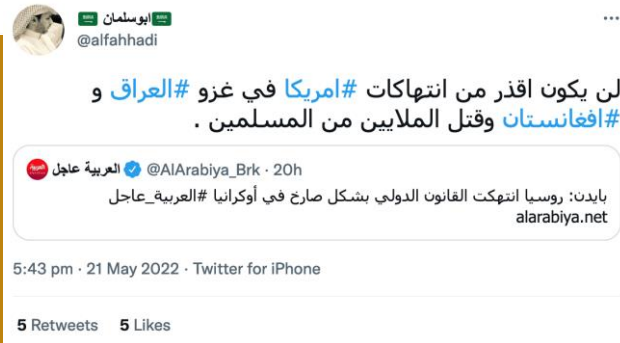 🇸🇦ابوسلمان 🇸🇦
@alfahhadi
لن يكون اقذر من انتهاكات #امريكا في غزو #العراق و
#افغانستان وقتل الملايين من المسلمين .
العربية عاجل @AlArabiya_Brk · 20h
بايدن: روسيا انتهكت القانون الدولي بشكل صارخ في أوكرانيا #العربية_عاجل
alarabiya.net
5:43 pm · 21 May 2022 · Twitter for iPhone
5 Retweets 5 Likes